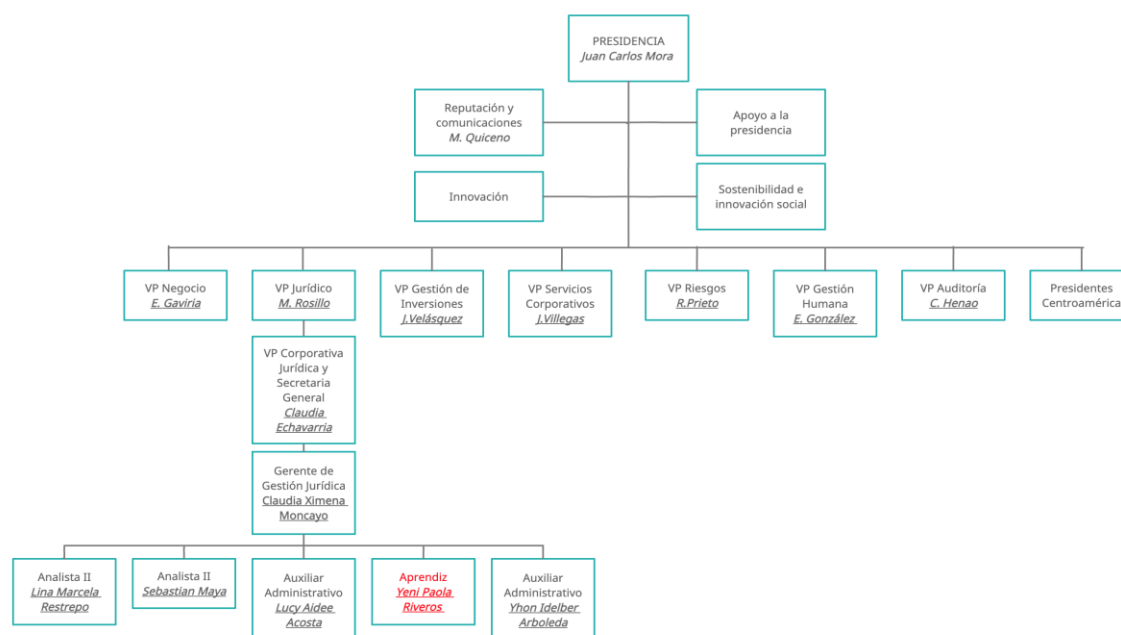 PRESIDENCIA
Juan Carlos Mora
Reputación y
comunicaciones
M. Quiceno
Apoyo a la
presidencia
Innovación
Sostenibilidad e
innovación social
VP Negocio
E. Gaviria
VP Jurídico
M. Rosillo
VP Gestión de
Inversiones
J.Velásquez
VP Servicios
Corporativos
J.Villegas
VP Riesgos
R.Prieto
VP Gestión
Humana
E. González
VP Auditoría
C. Henao
Presidentes
Centroamérica
VP Corporativa
Jurídica y
Secretaria
General
Claudia
Echavarria
Gerente de
Gestión Jurídica
Claudia Ximena
Moncayo
Analista II
Lina Marcela
Restrepo
Analista II
Sebastian Maya
Auxiliar
Administrativo
Lucy Aidee
Acosta
Aprendiz
Yeni Paola
Riveros
Auxiliar
Administrativo
Yhon Idelber
Arboleda